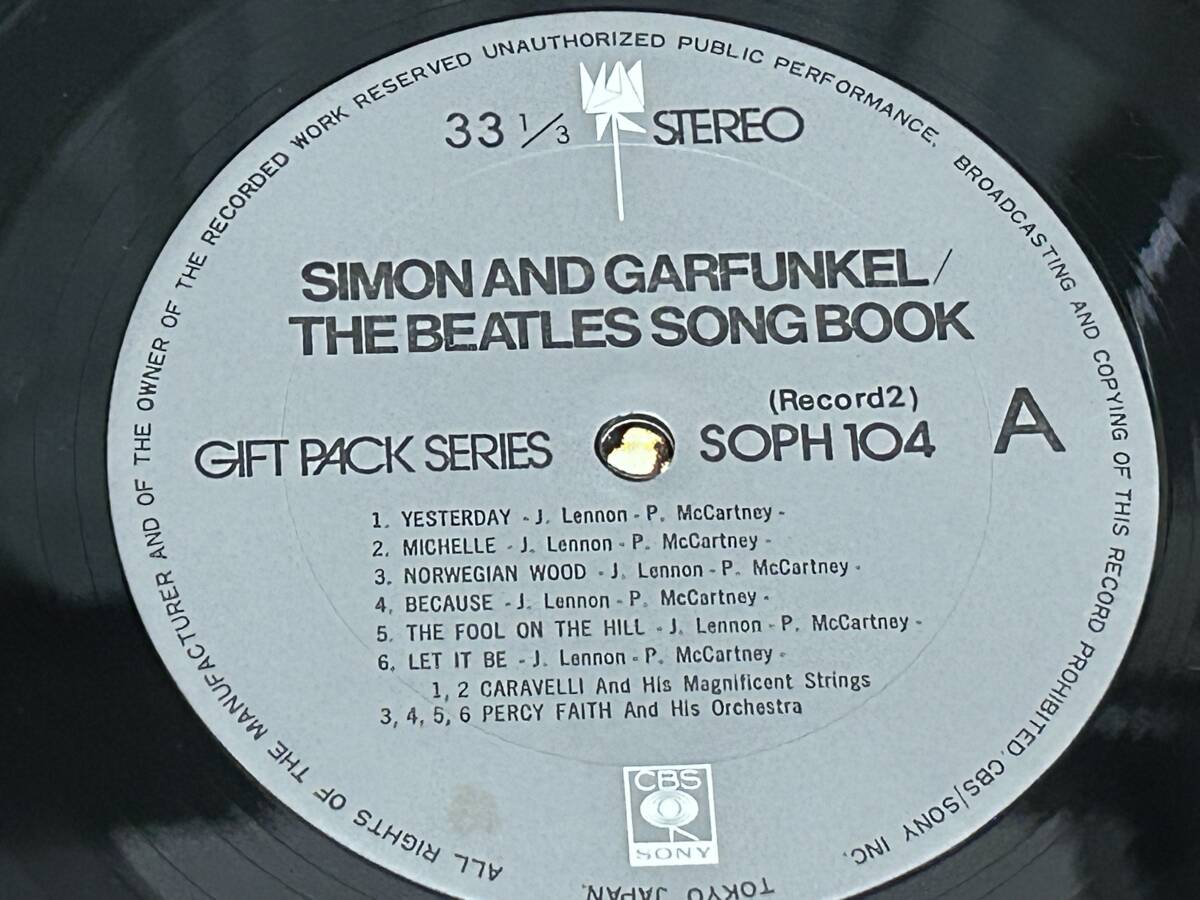 ALL RIGHTS OF THE MANUFACTURER AND OF THE OWNER OF THE RECORDED WORK RESERVED UNAUTHORIZED PUBLIC PERFORMANCE. BROADCASTING AND COPYING OF THIS RECORD PROHIBITED. CBS/SONY INC.
33 1/3 STEREO
SIMON AND GARFUNKEL/
THE BEATLES SONG BOOK
(Record2)
GIFT PACK SERIES SOPH 104 A
1. YESTERDAY - J. Lennon - P. McCartney -
2. MICHELLE - J. Lennon - P. McCartney -
3. NORWEGIAN WOOD - J. Lennon - P. McCartney -
4. BECAUSE - J. Lennon - P. McCartney -
5. THE FOOL ON THE HILL - J. Lennon - P. McCartney -
6. LET IT BE - J. Lennon - P. McCartney -
1, 2 CARAVELLI And His Magnificent Strings
3, 4, 5, 6 PERCY FAITH And His Orchestra
CBS
SONY
TOKYO JAPAN.